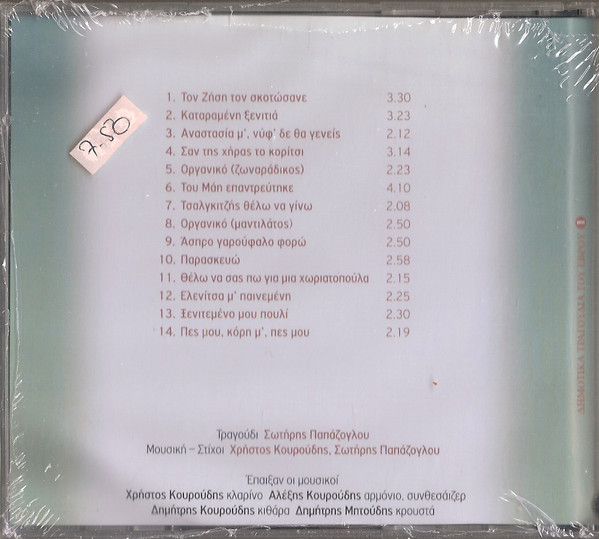 7.50
1. Τον Ζήση τον σκοτώσανε 3.30
2. Καταραμένη ξενιτιά 3.23
3. Αναστασία μ', νύφ' δε θα γενείς 2.12
4. Σαν της χήρας το κορίτσι 3.14
5. Οργανικό (ζωναράδικος) 2.23
6. Του Μάη επαντρεύτηκε 4.10
7. Τσαλγκιτζής θέλω να γίνω 2.08
8. Οργανικό (μαντιλάτος) 2.50
9. Άσπρο γαρούφαλο φορώ 2.50
10. Παρασκευώ 2.58
11. Θέλω να σας πω για μια χωριατοπούλα 2.15
12. Ελενίτσα μ' παινεμένη 2.25
13. Ξενιτεμένο μου πουλί 2.30
14. Πες μου, κόρη μ', πες μου 2.19
Τραγούδι Σωτήρης Παπάζογλου
Μουσική – Στίχοι Χρήστος Κουρούδης, Σωτήρης Παπάζογλου
Έπαιξαν οι μουσικοί
Χρήστος Κουρούδης κλαρίνο Αλέξης Κουρούδης αρμόνιο, συνθεσάιζερ
Δημήτρης Κουρούδης κιθάρα Δημήτρης Μητούδης κρουστά
ΔΗΜΟΤΙΚΑ ΤΡΑΓΟΥΔΙΑ ΤΟΥ ΕΒΡΟΥ